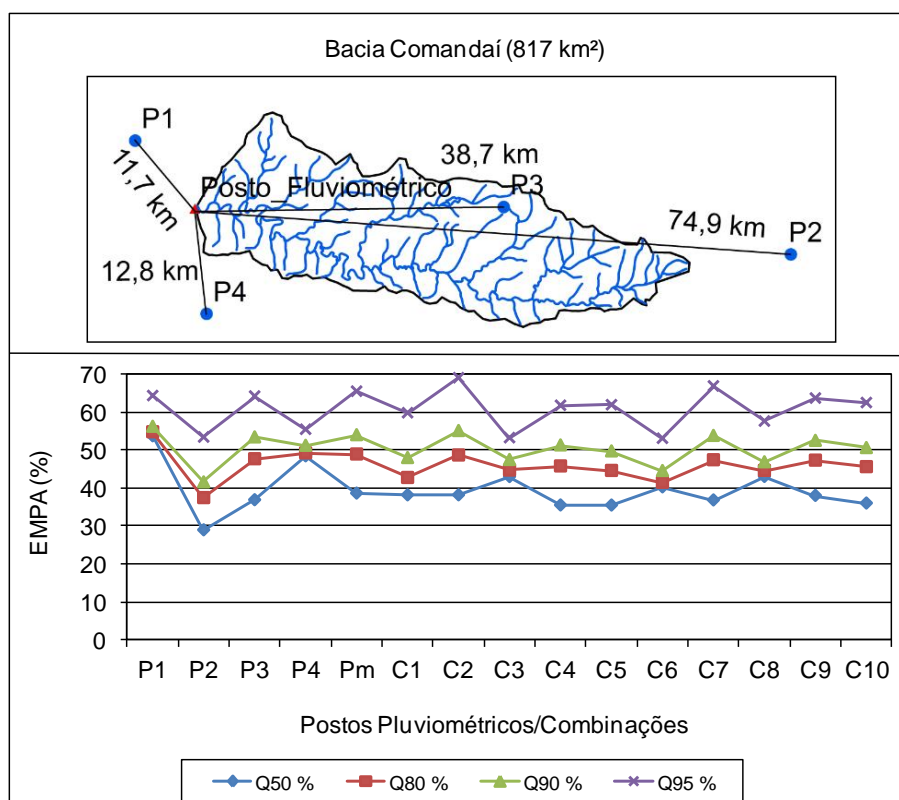 Bacia Comandaí (817 km²)
P1
11,7 km
Posto_Fluviométrico
38,7 km
P3
74,9 km
P2
12,8 km
P4
70
60
50
40
30
20
10
0
EMPA (%)
P1 P2 P3 P4 Pm C1 C2 C3 C4 C5 C6 C7 C8 C9 C10
Postos Pluviométricos/Combinações
Q50 % Q80 % Q90 % Q95 %